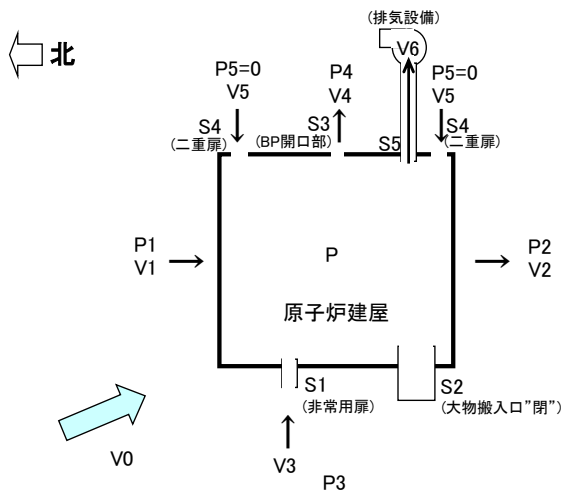 (排気設備)
北
V6
P5=0
V5
P4
V4
P5=0
V5
S4
(二重扉)
S3
(BP開口部)
S5
S4
(二重扉)
P1
V1
P
P2
V2
原子炉建屋
S1
(非常用扉)
S2
(大物搬入口"閉")
V0
V3
P3